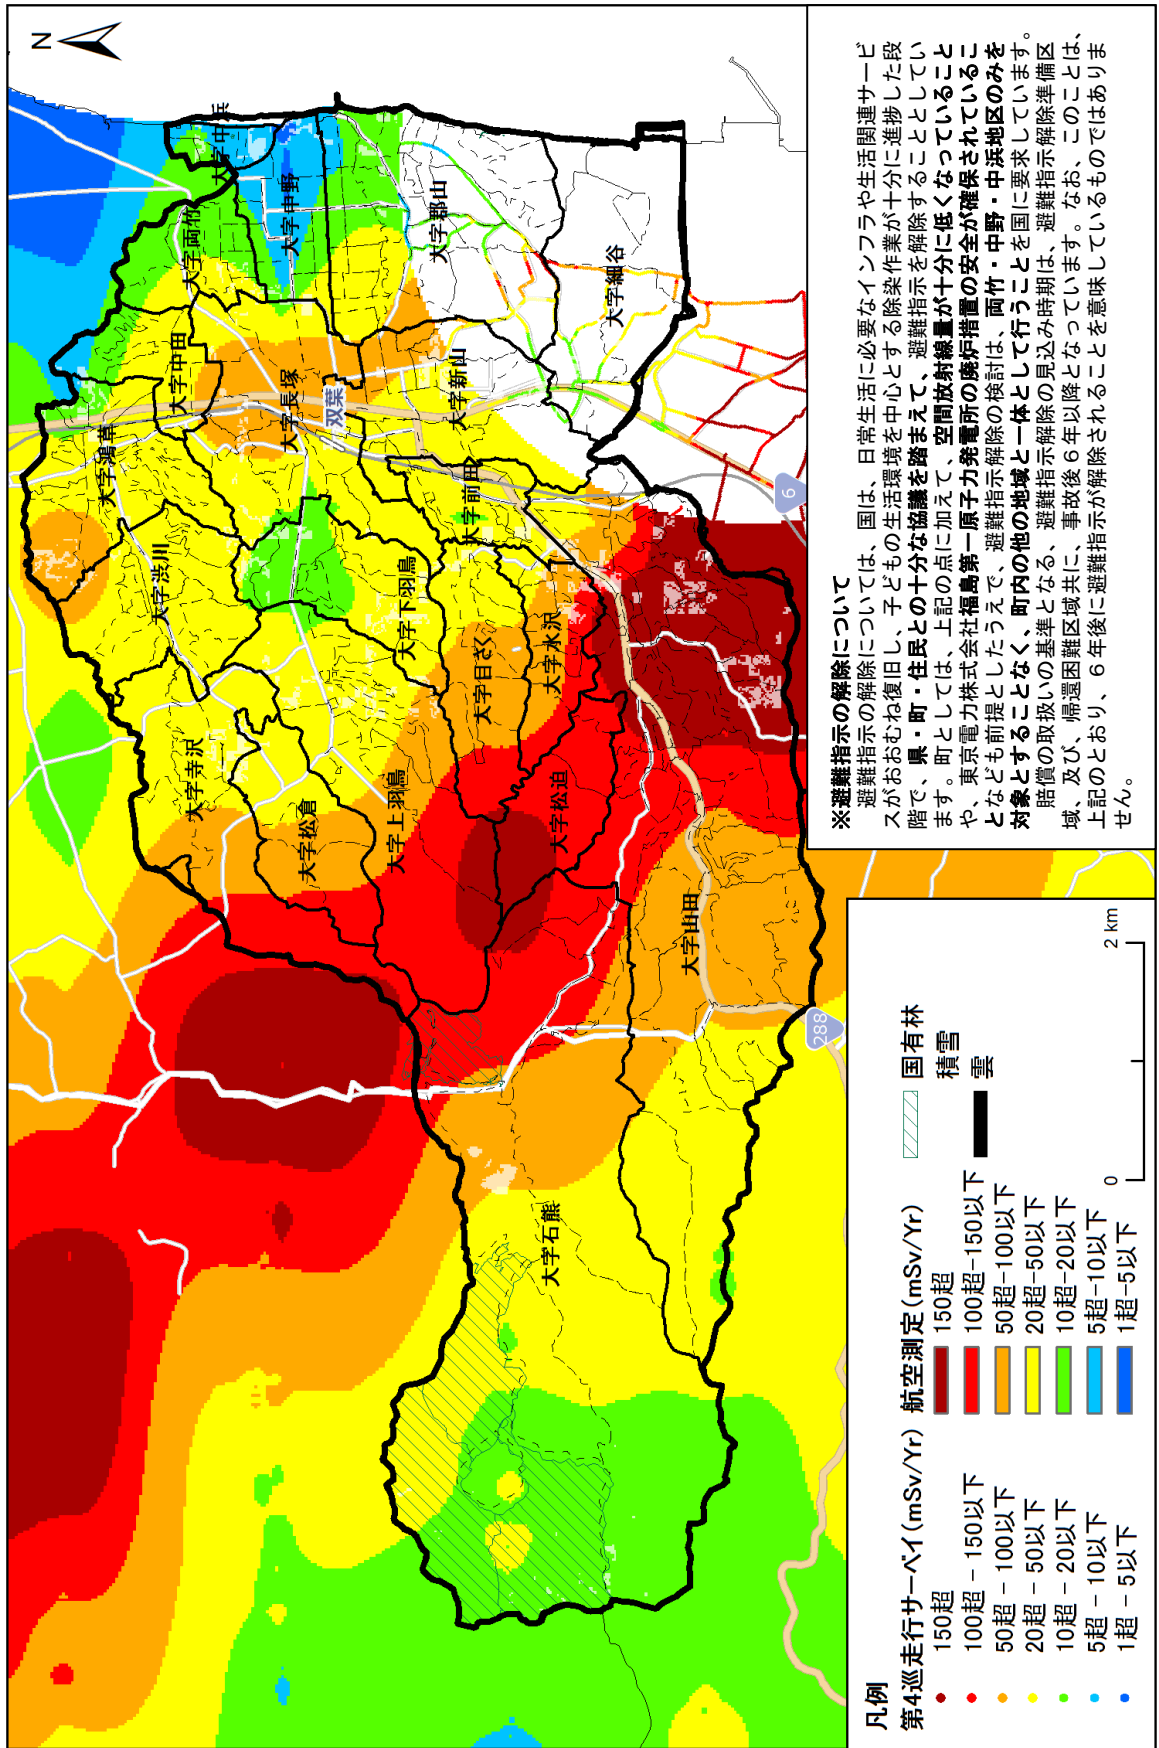 N
大字中浜
大字両竹
大字中野
大字郡山
大字細谷
大字中田
大字長塚
双葉
大字新山
大字鴻草
大字前田
大字渋川
大字下羽鳥
大字目さく
大字水沢
大字寺沢
大字松倉
大字上羽鳥
大字松迫
大字山田
大字石熊
6
288
※避難指示の解除について
避難指示の解除については、国は、日常生活に必要なインフラや生活関連サービ
スがおおむね復旧し、子どもの生活環境を中心とする除染作業が十分に進捗した段
階で、県・町・住民との十分な協議を踏まえて、避難指示を解除することとしてい
ます。町としては、上記の点に加えて、空間放射線量が十分に低くなっていること
や、東京電力株式会社福島第一原子力発電所の廃炉措置の安全が確保されているこ
となども前提としたうえで、避難指示解除の検討は、両竹・中野・中浜地区のみを
対象とすることなく、町内の他の地域と一体として行うことを国に要求しています。
賠償の取扱いの基準となる、避難指示解除の見込み時期は、避難指示解除準備区
域、及び、帰還困難区域共に、事故後６年以降となっています。なお、このことは、
上記のとおり、６年後に避難指示が解除されることを意味しているものではありま
せん。
凡例
第4巡走行サーベイ(mSv/Yr)
150超
100超 - 150以下
50超 - 100以下
20超 - 50以下
10超 - 20以下
5超 - 10以下
1超 - 5以下
航空測定(mSv/Yr)
150超
100超-150以下
50超-100以下
20超-50以下
10超-20以下
5超-10以下
1超-5以下
国有林
積雪
雲
0
2 km